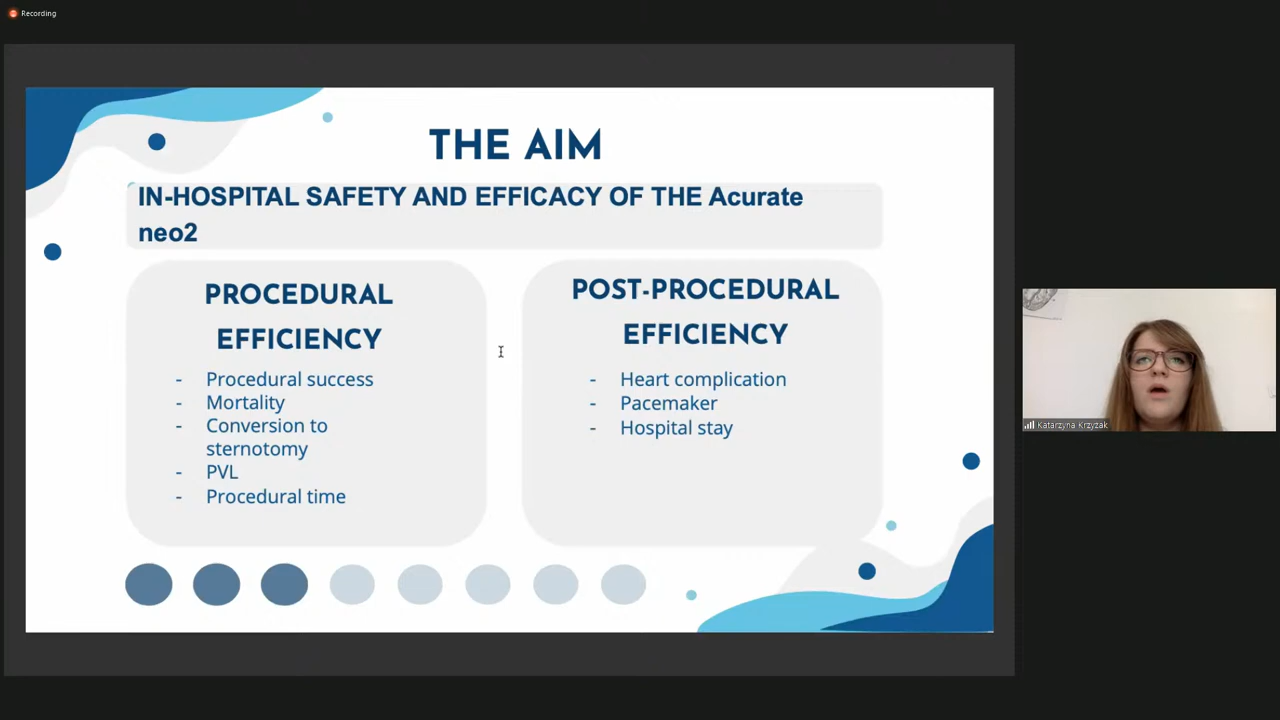 Recording
THE AIM
IN-HOSPITAL SAFETY AND EFFICACY OF THE Acurate
neo2
PROCEDURAL
EFFICIENCY
- Procedural success
- Mortality
- Conversion to
sternotomy
- PVL
- Procedural time
POST-PROCEDURAL
EFFICIENCY
- Heart complication
- Pacemaker
- Hospital stay
Katarzyna Krzyżak